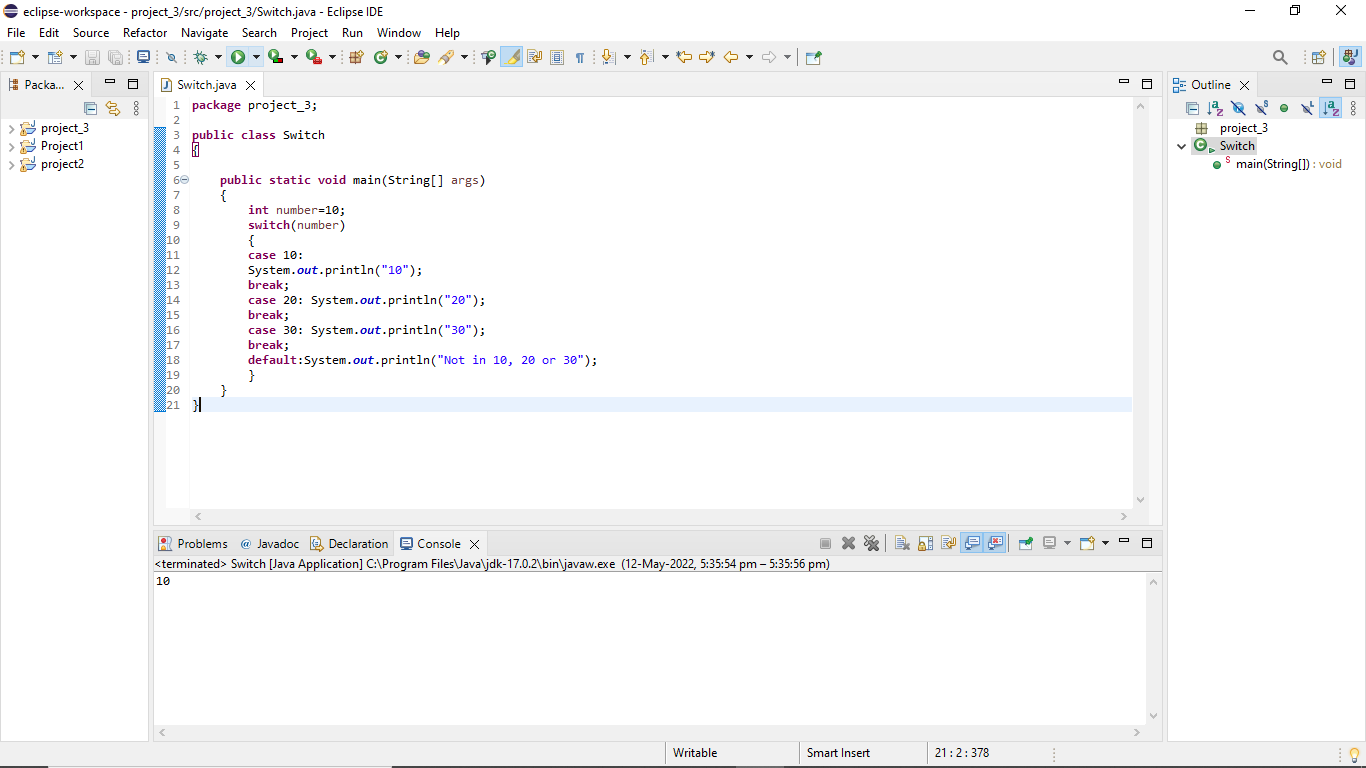 eclipse-workspace - project_3/src/project_3/Switch.java - Eclipse IDE
File Edit Source Refactor Navigate Search Project Run Window Help
Packa...
project_3
Project1
project2
Switch.java
1 package project_3;
2
3 public class Switch
4 {
5
6 public static void main(String[] args)
7 {
8 int number=10;
9 switch(number)
10 {
11 case 10:
12 System.out.println("10");
13 break;
14 case 20: System.out.println("20");
15 break;
16 case 30: System.out.println("30");
17 break;
18 default:System.out.println("Not in 10, 20 or 30");
19 }
20 }
21 }
Outline
project_3
Switch
main(String[]) : void
Problems @ Javadoc Declaration Console
<terminated> Switch [Java Application] C:\Program Files\Java\jdk-17.0.2\bin\javaw.exe (12-May-2022, 5:35:54 pm – 5:35:56 pm)
10
Writable Smart Insert 21 : 2 : 378